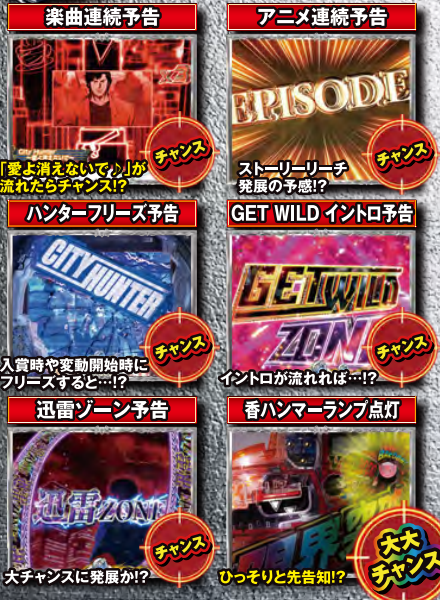 楽曲連続予告
City Hunter
チャンス
「愛よ消えないで♪」が
流れたらチャンス!?
アニメ連続予告
EPISODE
チャンス
ストーリーリーチ
発展の予感!?
ハンターフリーズ予告
CITY HUNTER
チャンス
入賞時や変動開始時に
フリーズすると…!?
GET WILD イントロ予告
GET WILD
ZONE
チャンス
イントロが流れれば…!?
迅雷ゾーン予告
迅雷ZONE
チャンス
大チャンスに発展か!?
香ハンマーランプ点灯
大大
チャンス
ひっそりと先告知!?